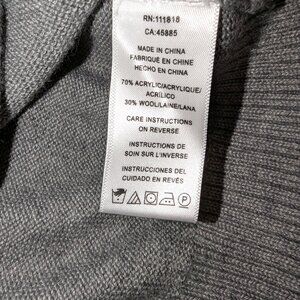 RN:111818
CA:45885
MADE IN CHINA
FABRIQUÉ EN CHINE
HECHO EN CHINA
70% ACRYLIC/ACRYLIQUE/
ACRÍLICO
30% WOOL/LAINE/LANA
CARE INSTRUCTIONS
ON REVERSE
INSTRUCTIONS DE
SOIN SUR L'INVERSE
INSTRUCCIONES DEL
CUIDADO EN REVÉS
P